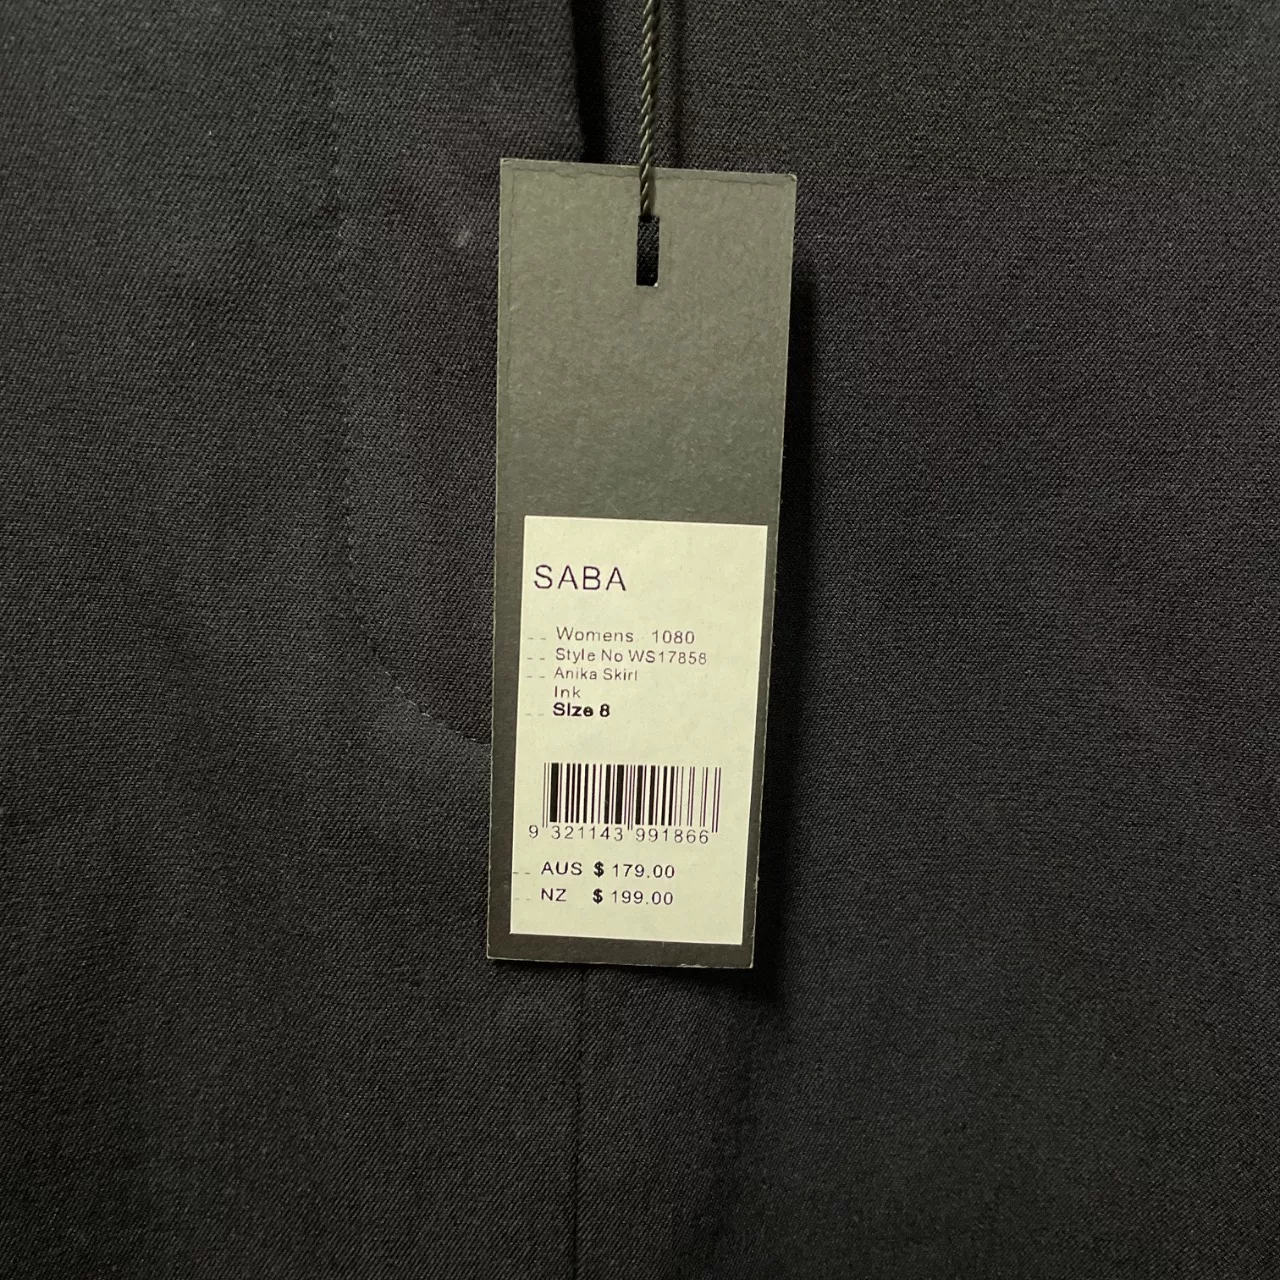 SABA
Womens 1080
Style No WS17858
Anika Skirt
Ink
Size 8
9 321143 991866
AUS $ 179.00
NZ $ 199.00